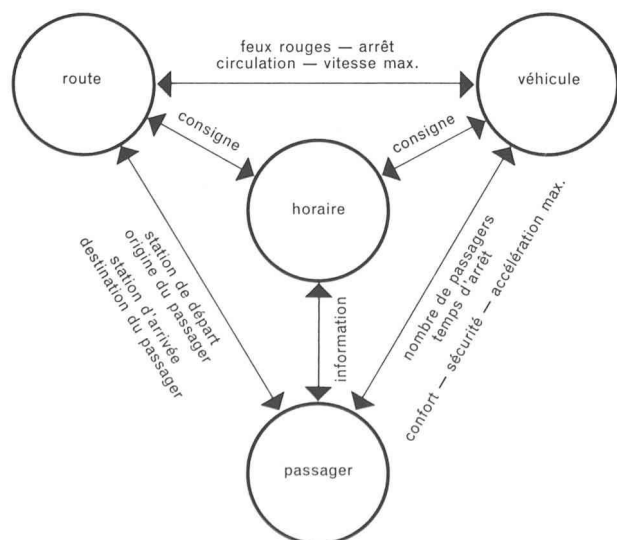 feux rouges — arrêt
circulation — vitesse max.
route
véhicule
consigne
consigne
horaire
station de départ
origine du passager
station d'arrivée
destination du passager
information
nombre de passagers
temps d'arrêt
confort — sécurité — accélération max.
passager